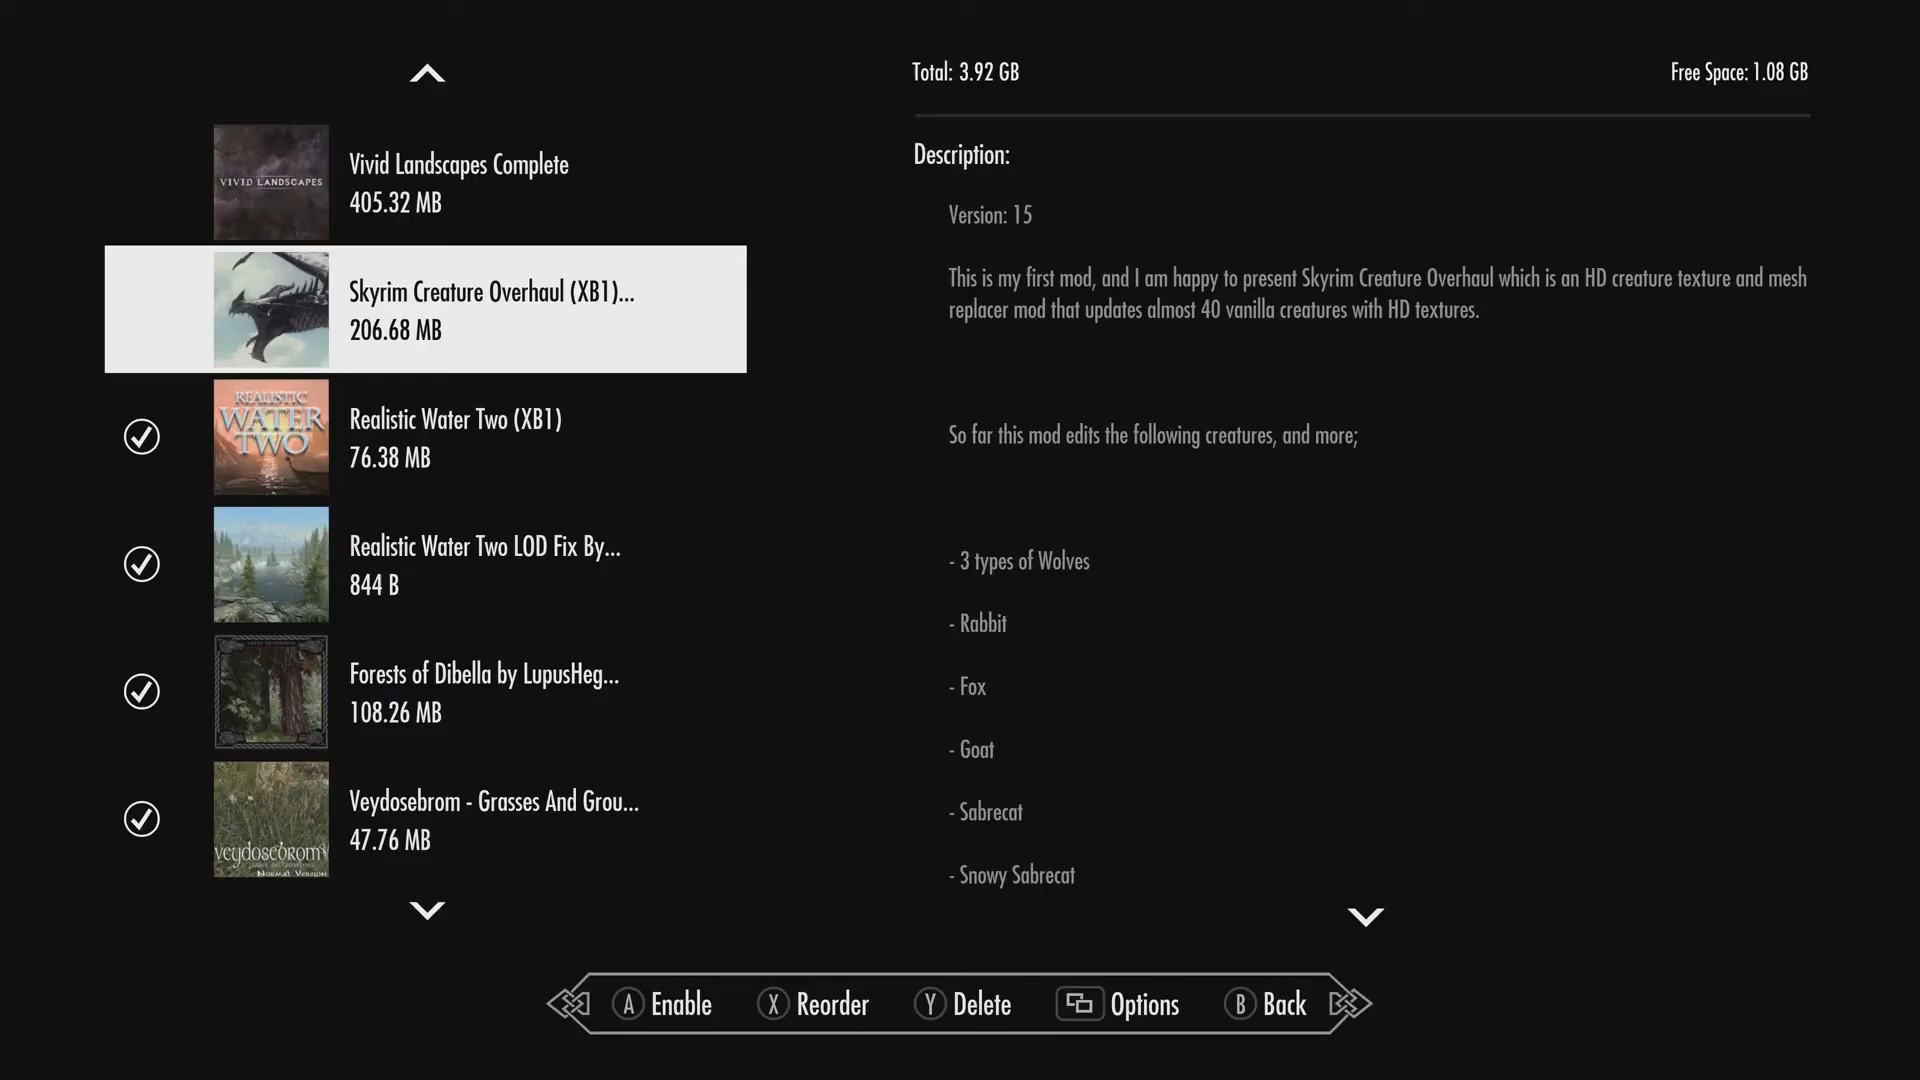 Total: 3.92 GB
Free Space: 1.08 GB
VIVID LANDSCAPES
Vivid Landscapes Complete
405.32 MB
Skyrim Creature Overhaul (XB1)...
206.68 MB
REALISTIC
WATER
TWO
Realistic Water Two (XB1)
76.38 MB
Realistic Water Two LOD Fix By...
844 B
Forests of Dibella by LupusHeg...
108.26 MB
veydosebrom
Normal Version
Veydosebrom - Grasses And Grou...
47.76 MB
Description:
Version: 15
This is my first mod, and I am happy to present Skyrim Creature Overhaul which is an HD creature texture and mesh
replacer mod that updates almost 40 vanilla creatures with HD textures.
So far this mod edits the following creatures, and more;
- 3 types of Wolves
- Rabbit
- Fox
- Goat
- Sabrecat
- Snowy Sabrecat
A Enable
X Reorder
Y Delete
Options
B Back